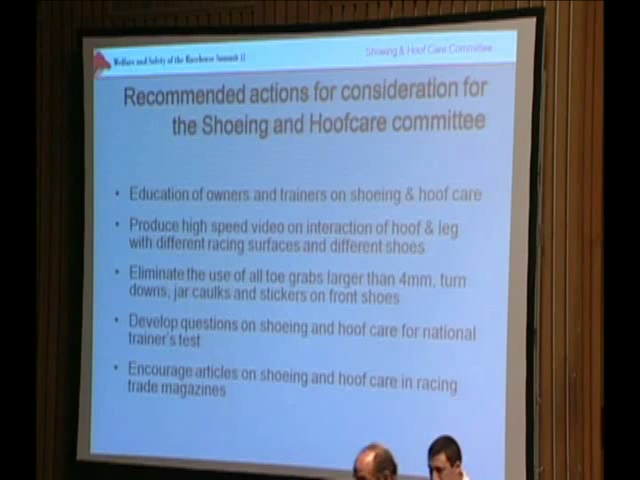 Welfare and Safety of the Racehorse Summit II
Shoeing & Hoof Care Committee
Recommended actions for consideration for
the Shoeing and Hoofcare committee
• Education of owners and trainers on shoeing & hoof care
• Produce high speed video on interaction of hoof & leg
with different racing surfaces and different shoes
• Eliminate the use of all toe grabs larger than 4mm, turn
downs, jar caulks and stickers on front shoes
• Develop questions on shoeing and hoof care for national
trainer's test
• Encourage articles on shoeing and hoof care in racing
trade magazines